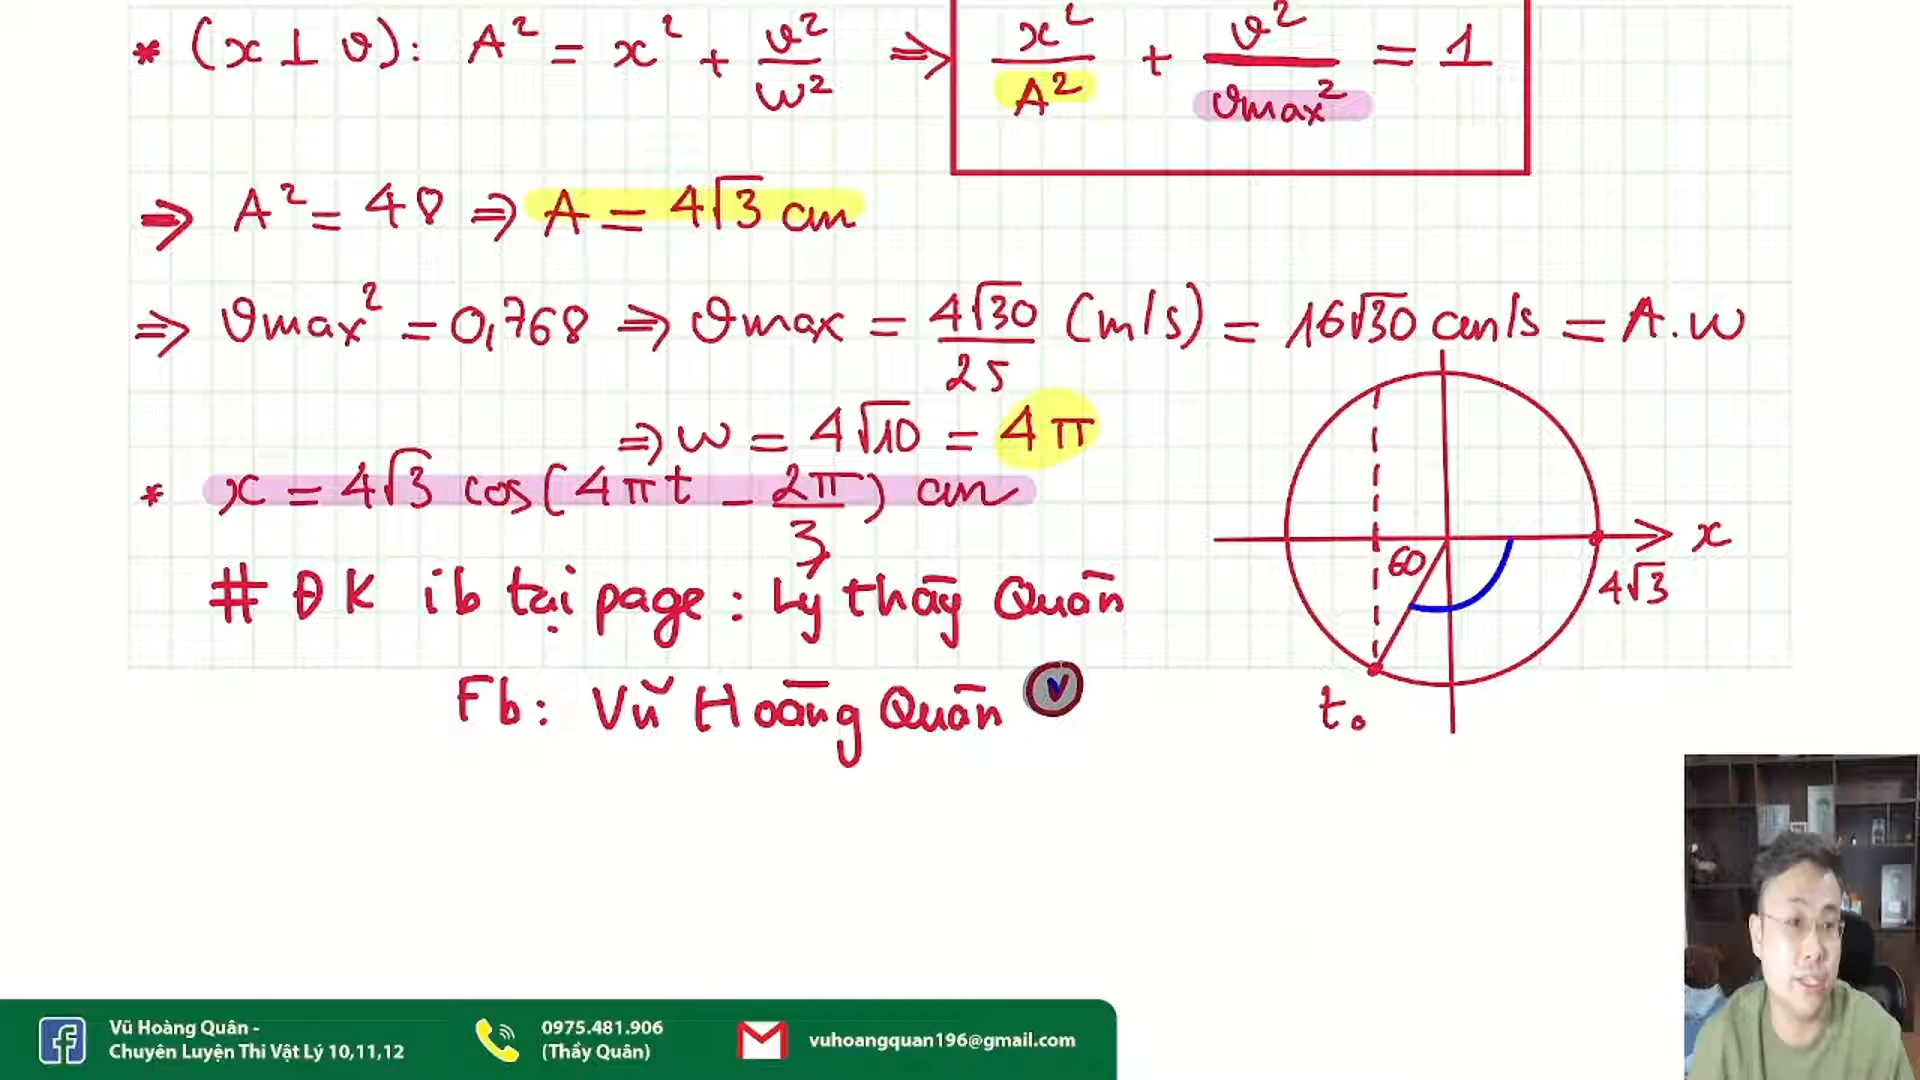 * (x ⊥ v): A² = x² + v²/w² ⇒ x²/A² + v²/vmax² = 1
⇒ A² = 48 ⇒ A = 4√3 cm
⇒ vmax² = 0,768 ⇒ vmax = 4√30/25 (m/s) = 16√30 cm/s = A.w
⇒ w = 4√10 = 4π
* x = 4√3 cos(4πt - 2π/3) cm
60
x
4√3
# ĐK ib tại page: Lý thầy Quân
Fb: Vũ Hoàng Quân V
t₀
Vũ Hoàng Quân -
Chuyên Luyện Thi Vật Lý 10,11,12
0975.481.906
(Thầy Quân)
vuhoangquan196@gmail.com